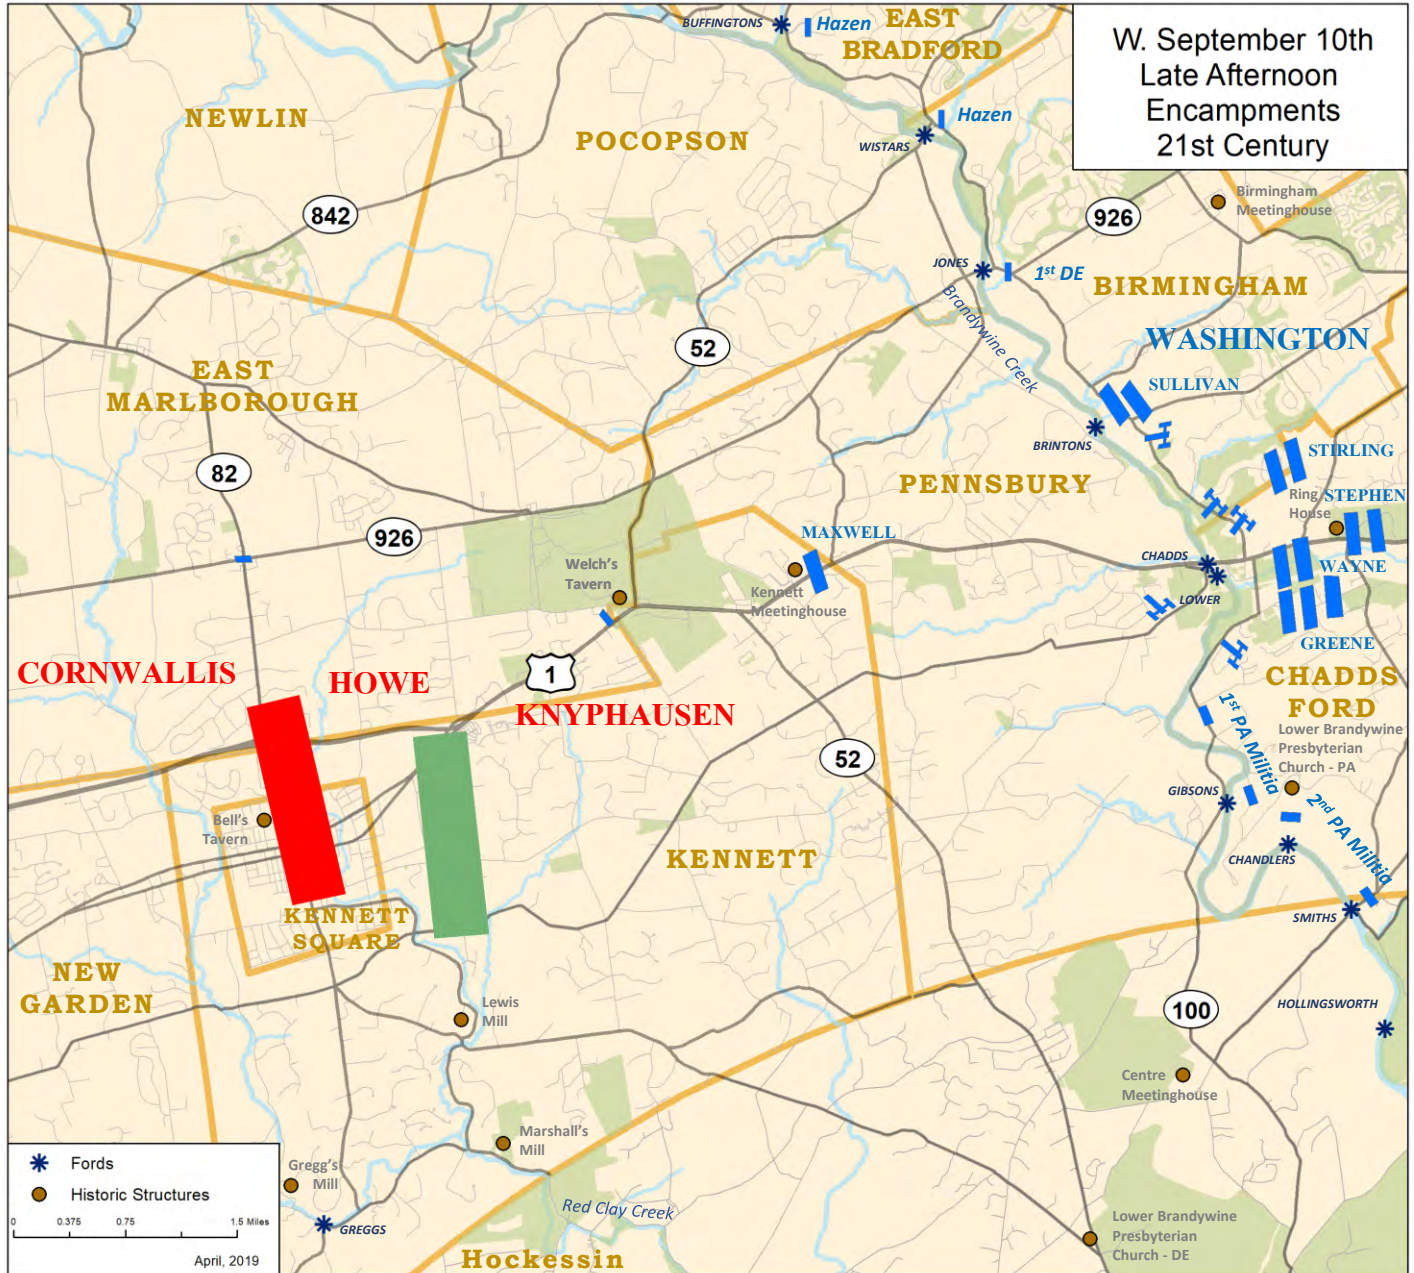 W. September 10th
Late Afternoon
Encampments
21st Century
BUFFINGTONS
Hazen
EAST
BRADFORD
NEWLIN
POCOPSON
Hazen
WISTARS
842
926
Birmingham
Meetinghouse
JONES
1st DE
BIRMINGHAM
Brandywine Creek
52
WASHINGTON
EAST
MARLBOROUGH
SULLIVAN
BRINTONS
STIRLING
82
PENNSBURY
Ring
House
STEPHEN
926
MAXWELL
CHADDS
Welch's
Tavern
WAYNE
Kennett
Meetinghouse
LOWER
GREENE
CORNWALLIS
HOWE
1
CHADDS
FORD
KNYPHAUSEN
1st PA Militia
Lower Brandywine
Presbyterian
Church - PA
52
GIBSONS
2nd PA Militia
Bell's
Tavern
KENNETT
CHANDLERS
KENNETT
SQUARE
SMITHS
NEW
GARDEN
Lewis
Mill
100
HOLLINGSWORTH
Centre
Meetinghouse
Marshall's
Mill
Fords
Historic Structures
Gregg's
Mill
0 0.375 0.75 1.5 Miles
April, 2019
GREGGS
Red Clay Creek
Hockessin
Lower Brandywine
Presbyterian
Church - DE